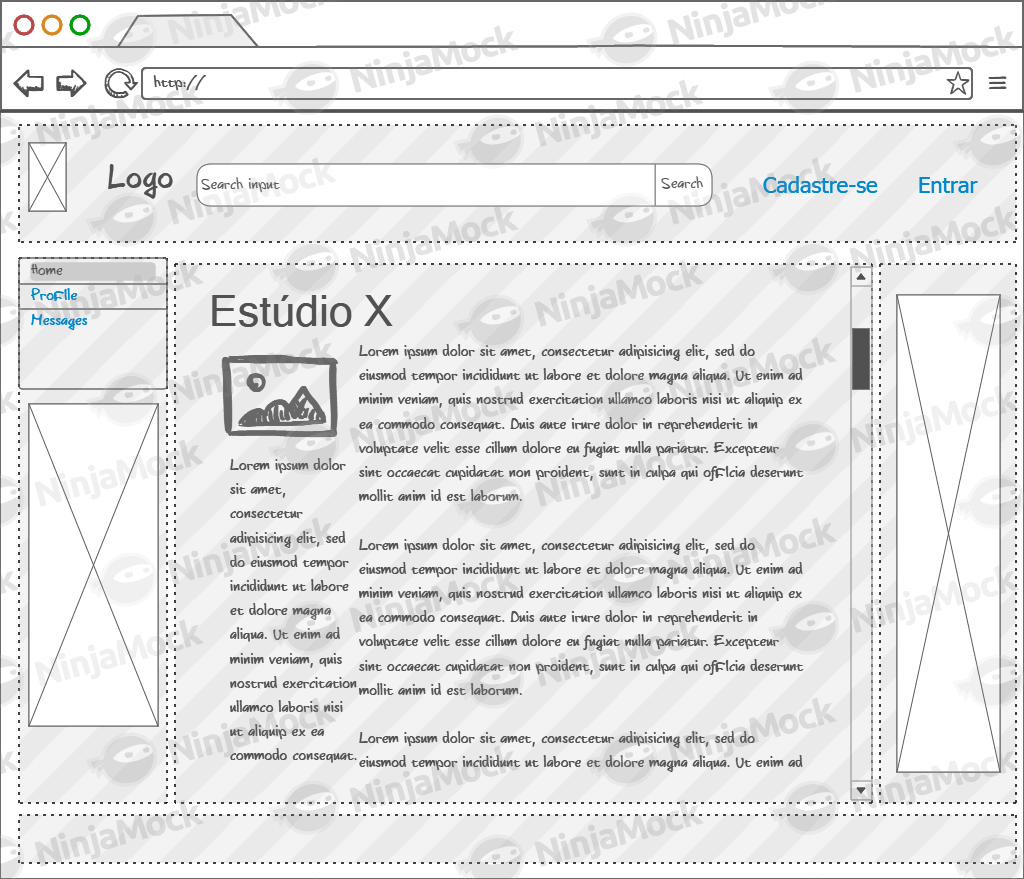 http://
Logo
Search input
Search
Cadastre-se
Entrar
Home
Profile
Messages
Estúdio X
Lorem ipsum dolor
sit amet,
consectetur
adipisicing elit, sed
do eiusmod tempor
incididunt ut labore
et dolore magna
aliqua. Ut enim ad
minim veniam, quis
nostrud exercitation
ullamco laboris nisi
ut aliquip ex ea
commodo consequat.
Lorem ipsum dolor sit amet, consectetur adipisicing elit, sed do
eiusmod tempor incididunt ut labore et dolore magna aliqua. Ut enim ad
minim veniam, quis nostrud exercitation ullamco laboris nisi ut aliquip ex
ea commodo consequat. Duis aute irure dolor in reprehenderit in
voluptate velit esse cillum dolore eu fugiat nulla pariatur. Excepteur
sint occaecat cupidatat non proident, sunt in culpa qui officia deserunt
mollit anim id est laborum.
Lorem ipsum dolor sit amet, consectetur adipisicing elit, sed do
eiusmod tempor incididunt ut labore et dolore magna aliqua. Ut enim ad
minim veniam, quis nostrud exercitation ullamco laboris nisi ut aliquip ex
ea commodo consequat. Duis aute irure dolor in reprehenderit in
voluptate velit esse cillum dolore eu fugiat nulla pariatur. Excepteur
sint occaecat cupidatat non proident, sunt in culpa qui officia deserunt
mollit anim id est laborum.
Lorem ipsum dolor sit amet, consectetur adipisicing elit, sed do
eiusmod tempor incididunt ut labore et dolore magna aliqua. Ut enim ad
NinjaMock